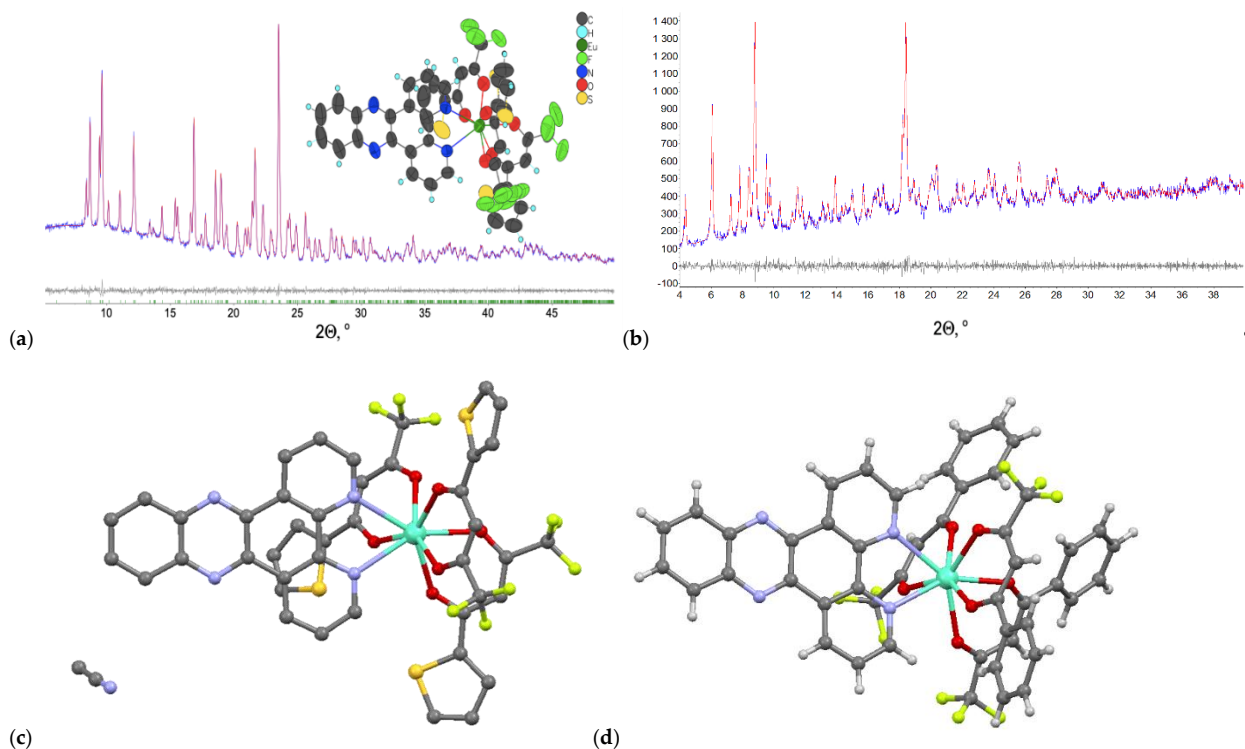 C
H
Eu
F
N
O
S
10 15 20 25 30 35 40 45
2Θ, °
(a)
1 400
1 300
1 200
1 100
1 000
900
800
700
600
500
400
300
200
100
0
-100
4 6 8 10 12 14 16 18 20 22 24 26 28 30 32 34 36 38
2Θ, °
(b)
.
(c)
(d)